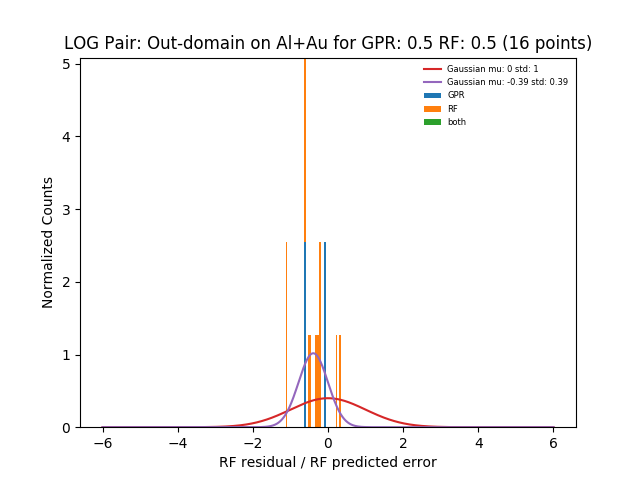 LOG Pair: Out-domain on Al+Au for GPR: 0.5 RF: 0.5 (16 points)
Gaussian mu: 0 std: 1
Gaussian mu: -0.39 std: 0.39
GPR
RF
both
5
4
3
2
1
0
Normalized Counts
−6 −4 −2 0 2 4 6
RF residual / RF predicted error